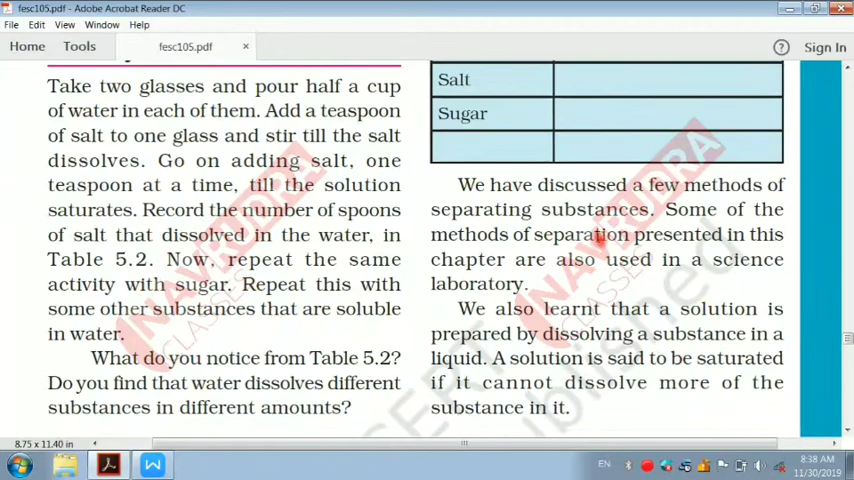 fesc105.pdf - Adobe Acrobat Reader DC
File Edit View Window Help
Home Tools fesc105.pdf × ? Sign In
Take two glasses and pour half a cup
of water in each of them. Add a teaspoon
of salt to one glass and stir till the salt
dissolves. Go on adding salt, one
teaspoon at a time, till the solution
saturates. Record the number of spoons
of salt that dissolved in the water, in
Table 5.2. Now, repeat the same
activity with sugar. Repeat this with
some other substances that are soluble
in water.
What do you notice from Table 5.2?
Do you find that water dissolves different
substances in different amounts?
Salt
Sugar
We have discussed a few methods of
separating substances. Some of the
methods of separation presented in this
chapter are also used in a science
laboratory.
We also learnt that a solution is
prepared by dissolving a substance in a
liquid. A solution is said to be saturated
if it cannot dissolve more of the
substance in it.
NAVRUDRA
CLASSES
NAVRUDRA
CLASSES
NCERT
published
8.75 x 11.40 in
EN
8:38 AM
11/30/2019